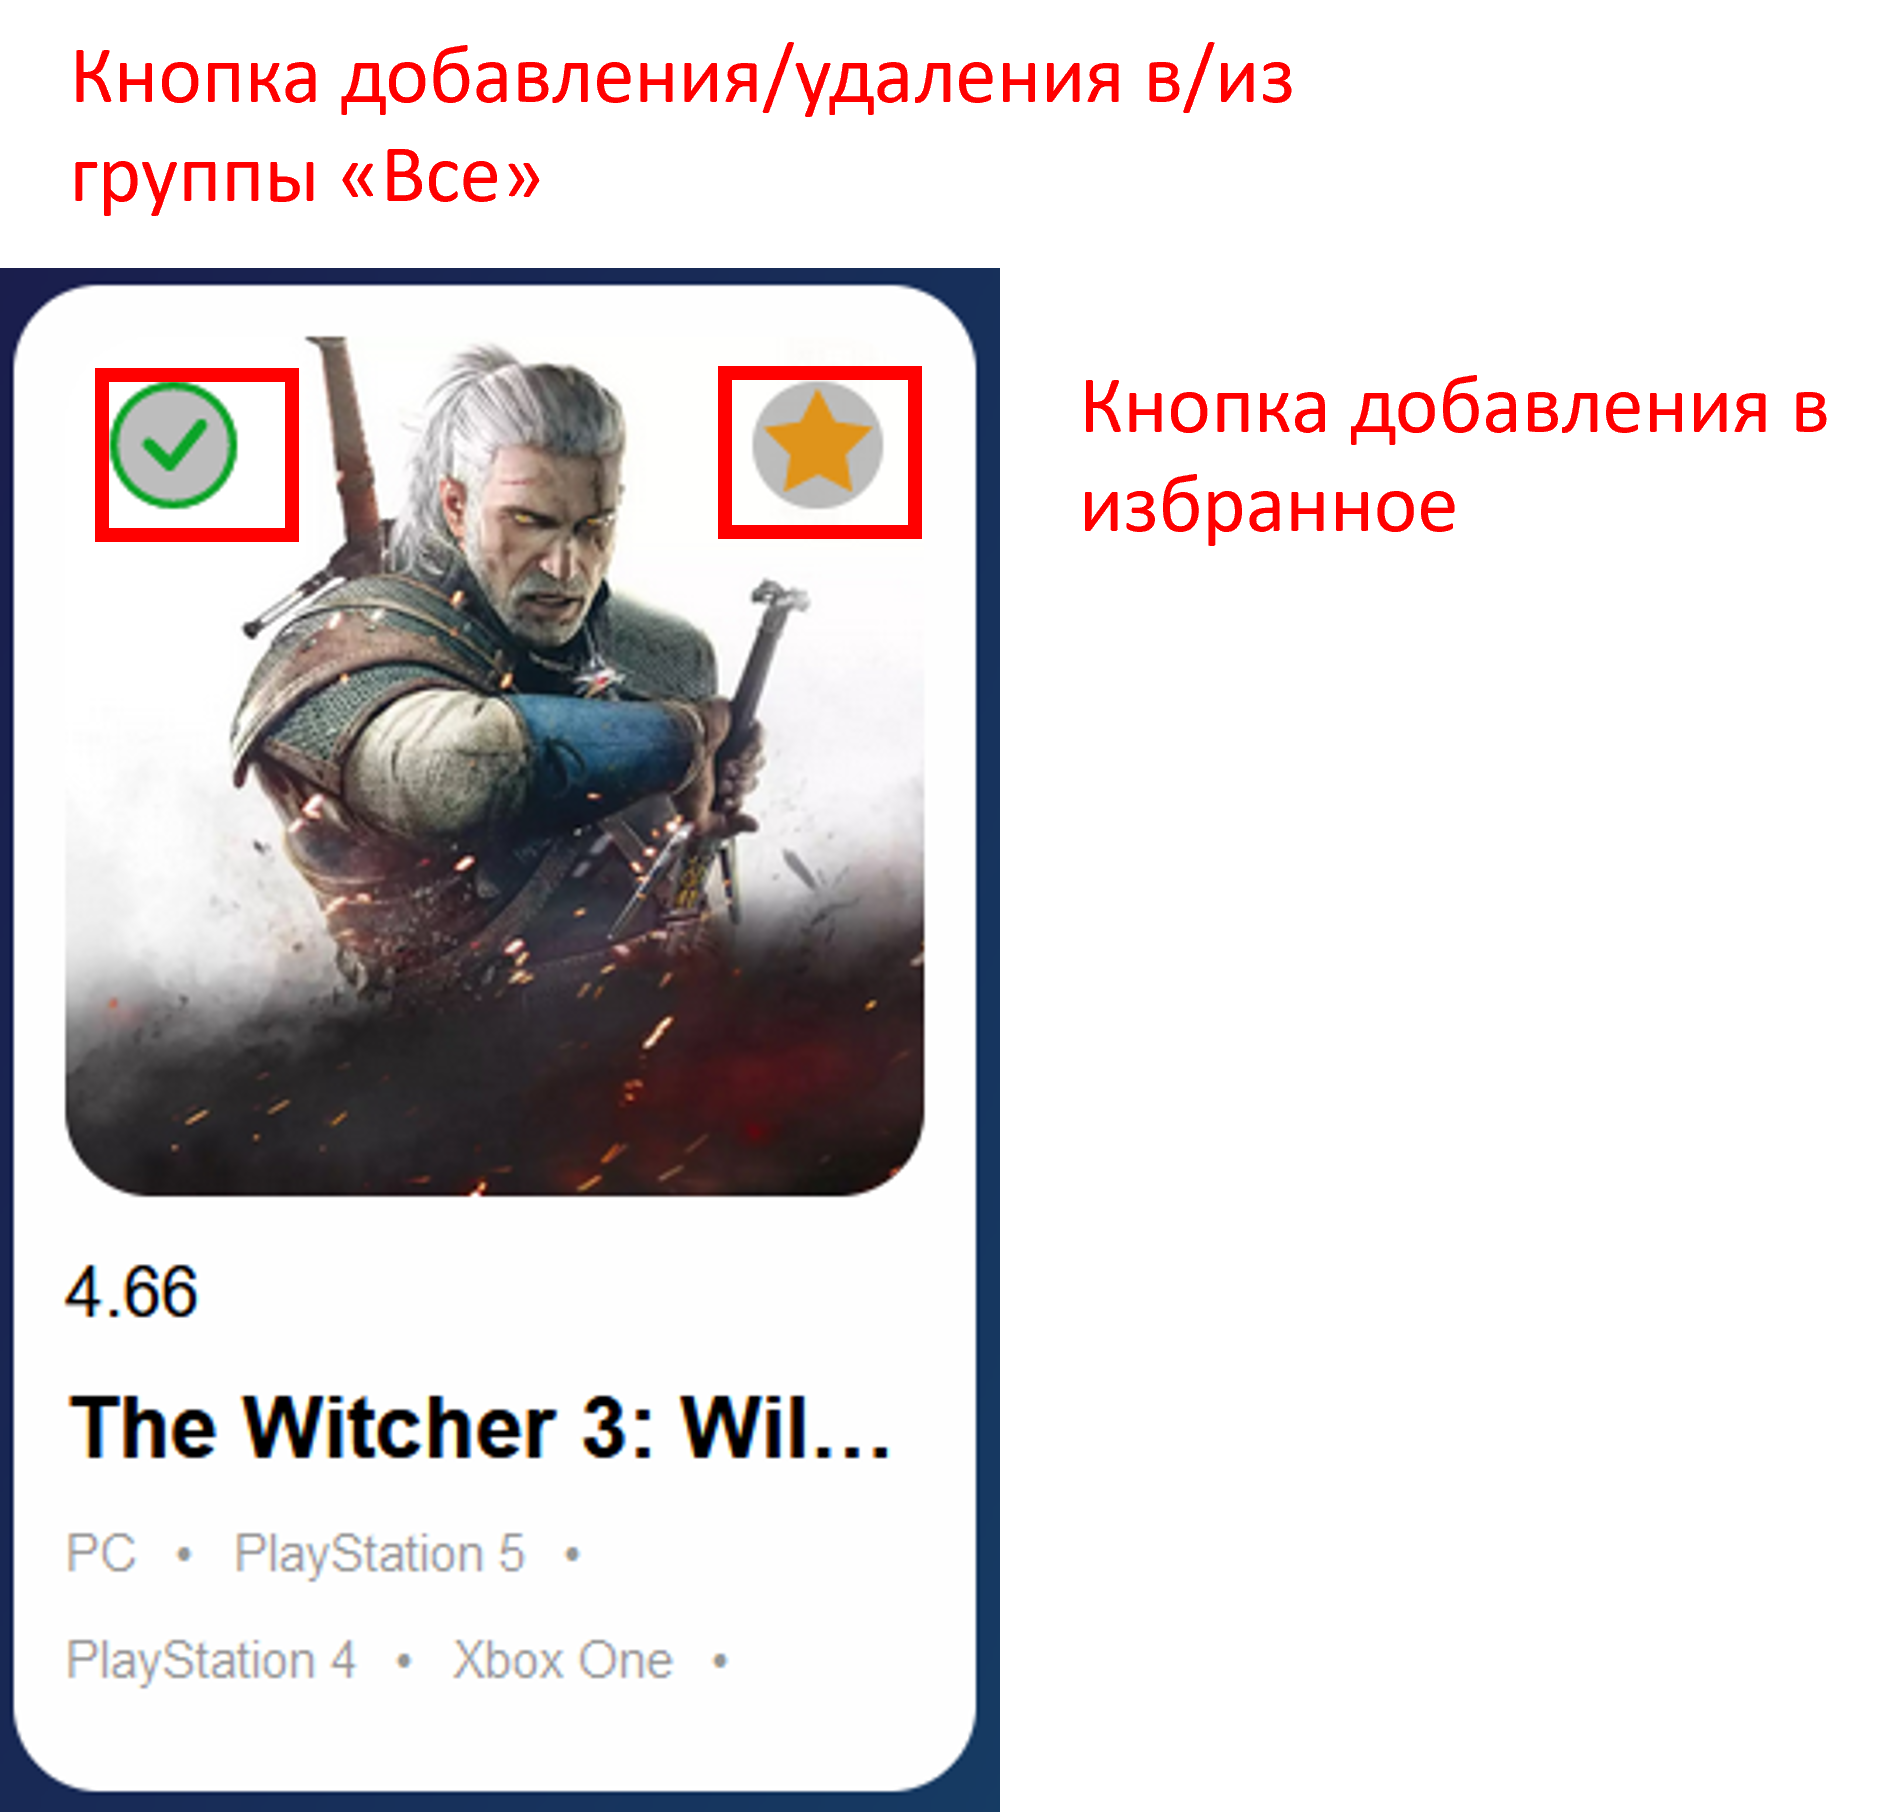 Кнопка добавления/удаления в/из
группы «Все»
Кнопка добавления в
избранное
4.66
The Witcher 3: Wil...
PC • PlayStation 5 •
PlayStation 4 • Xbox One •